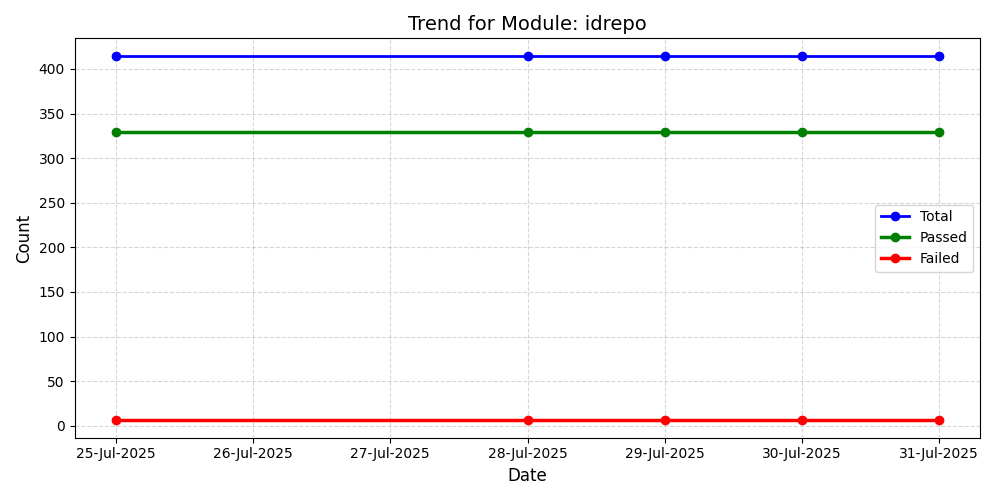 Trend for Module: idrepo
Count
400
350
300
250
200
150
100
50
0
Total
Passed
Failed
25-Jul-2025 26-Jul-2025 27-Jul-2025 28-Jul-2025 29-Jul-2025 30-Jul-2025 31-Jul-2025
Date